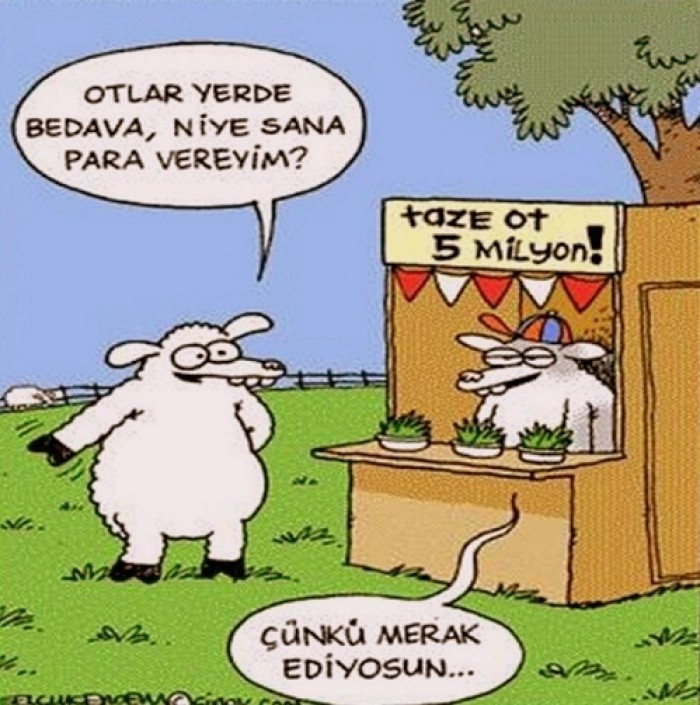 OTLAR YERDE
BEDAVA, NİYE SANA
PARA VEREYİM?
taZE Ot
5 MİLyon!
ÇÜNKÜ MERAK
EDİYOSUN...